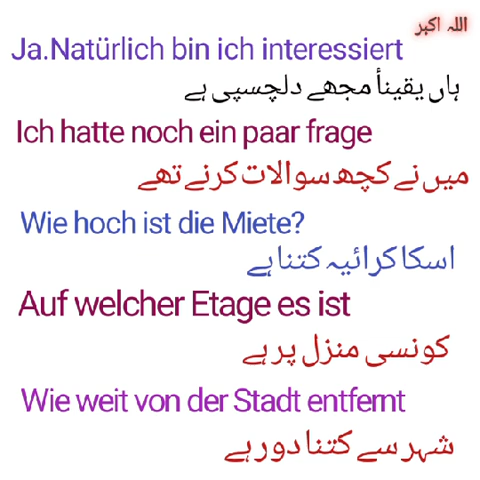 اللہ اکبر
Ja.Natürlich bin ich interessiert
ہاں یقیناً مجھے دلچسپی ہے
Ich hatte noch ein paar frage
میں نے کچھ سوالات کرنے تھے
Wie hoch ist die Miete?
اسکا کرائیہ کتنا ہے
Auf welcher Etage es ist
کونسی منزل پر ہے
Wie weit von der Stadt entfernt
شہر سے کتنا دور ہے